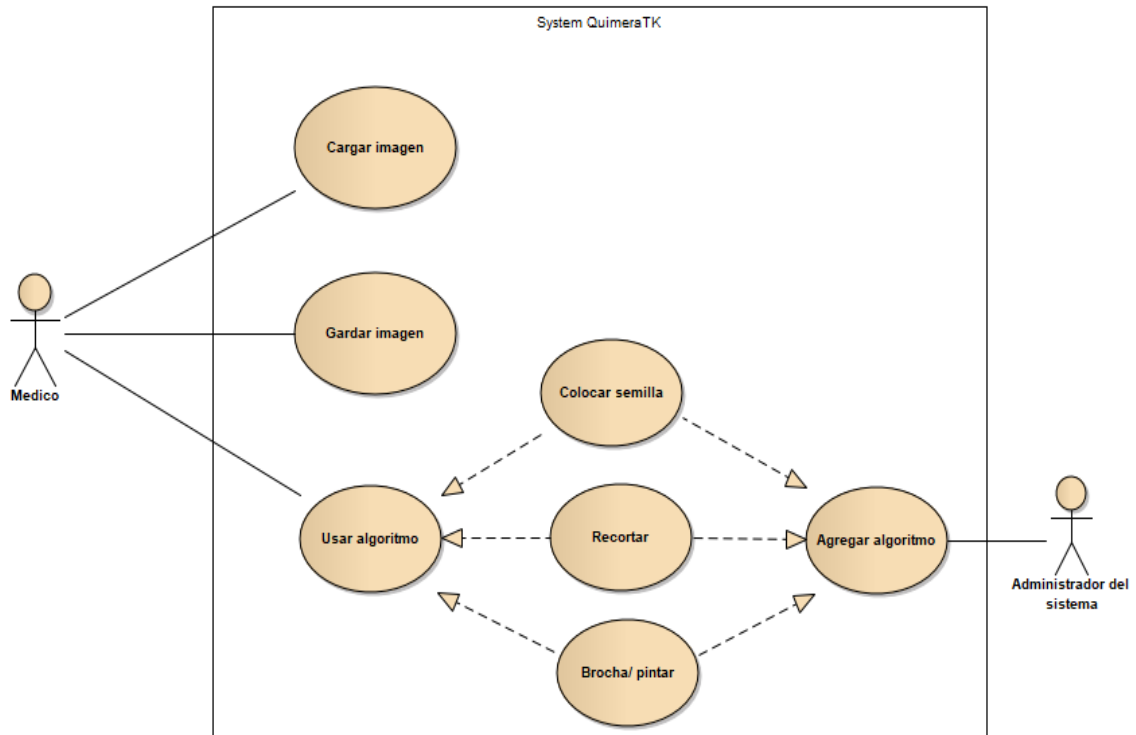 System QuimeraTK
Cargar imagen
Gardar imagen
Medico
Colocar semilla
Usar algoritmo
Recortar
Agregar algoritmo
Administrador del
sistema
Brocha/ pintar